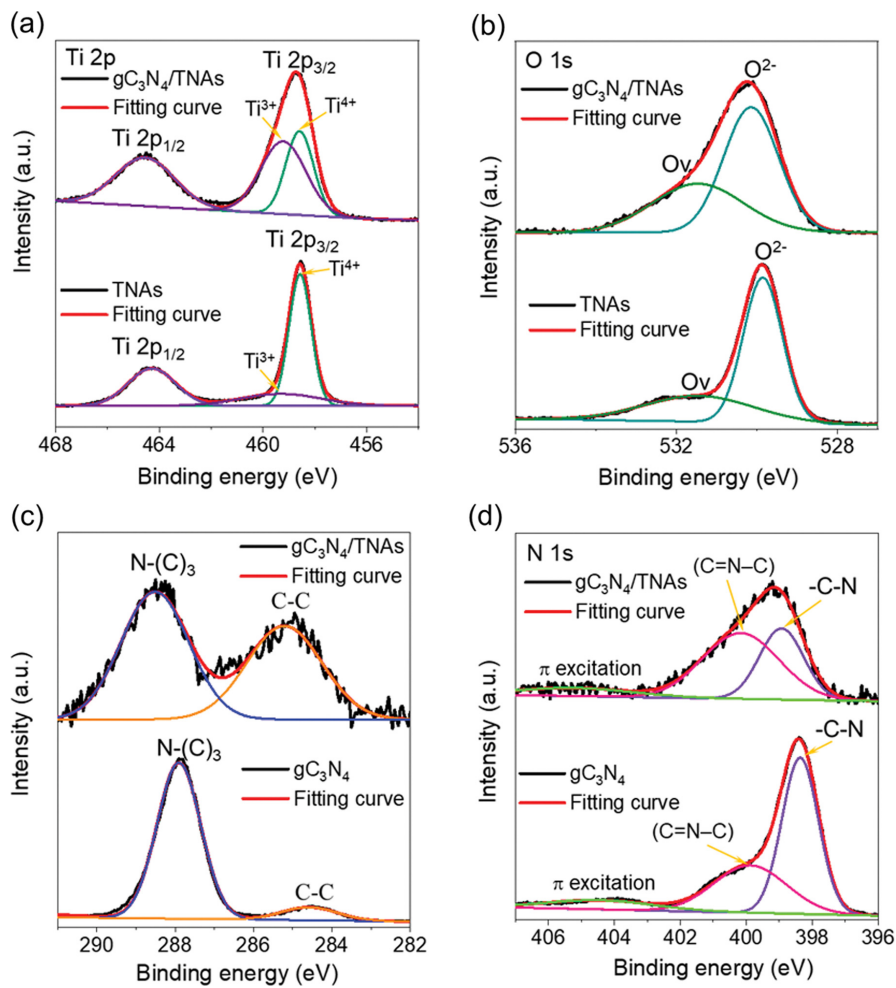 (a)
Ti 2p
gC₃N₄/TNAs
Fitting curve
Ti 2p₁/₂
Ti 2p₃/₂
Ti³⁺
Ti⁴⁺
Ti 2p₃/₂
Ti⁴⁺
TNAs
Fitting curve
Ti 2p₁/₂
Ti³⁺
Intensity (a.u.)
468 464 460 456
Binding energy (eV)
(b)
O 1s
gC₃N₄/TNAs
Fitting curve
O²⁻
Ov
O²⁻
TNAs
Fitting curve
Ov
Intensity (a.u.)
536 532 528
Binding energy (eV)
(c)
N-(C)₃
gC₃N₄/TNAs
Fitting curve
C-C
N-(C)₃
gC₃N₄
Fitting curve
C-C
Intensity (a.u.)
290 288 286 284 282
Binding energy (eV)
(d)
N 1s
gC₃N₄/TNAs
Fitting curve
(C=N–C)
-C-N
π excitation
-C-N
gC₃N₄
Fitting curve
(C=N–C)
π excitation
Intensity (a.u.)
406 404 402 400 398 396
Binding energy (eV)